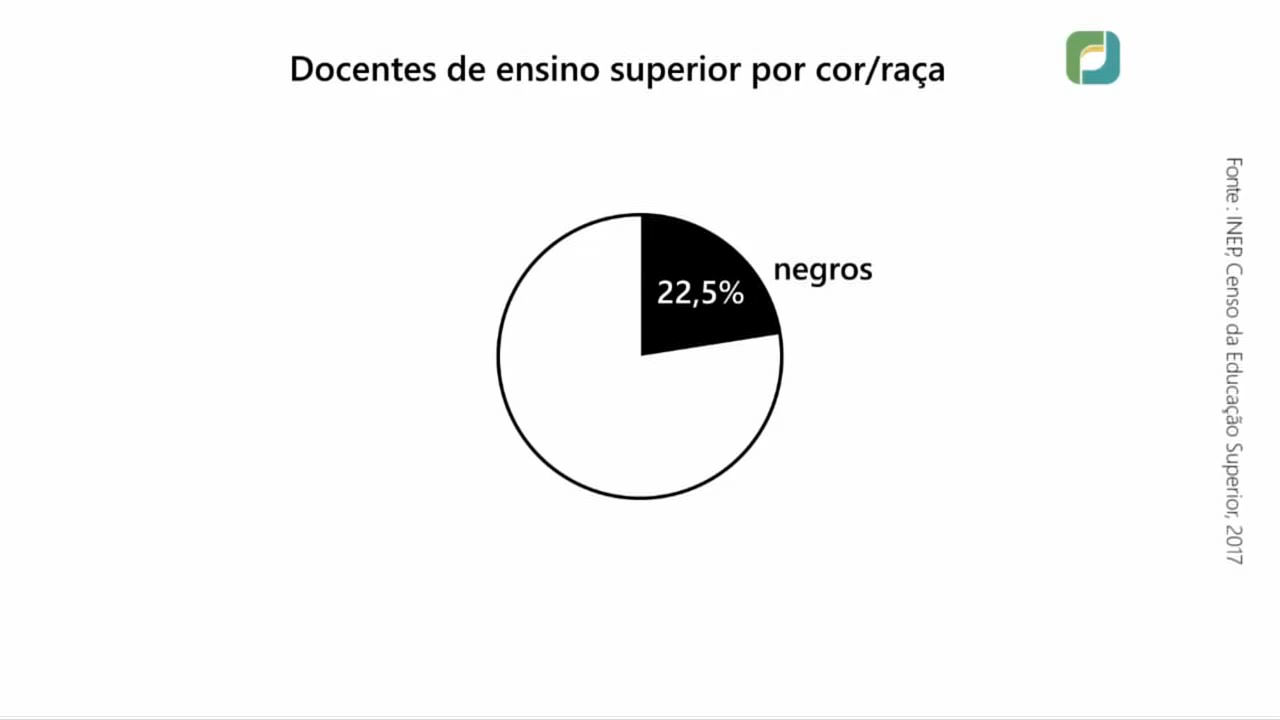 Docentes de ensino superior por cor/raça
negros
22,5%
Fonte : INEP, Censo da Educação Superior, 2017